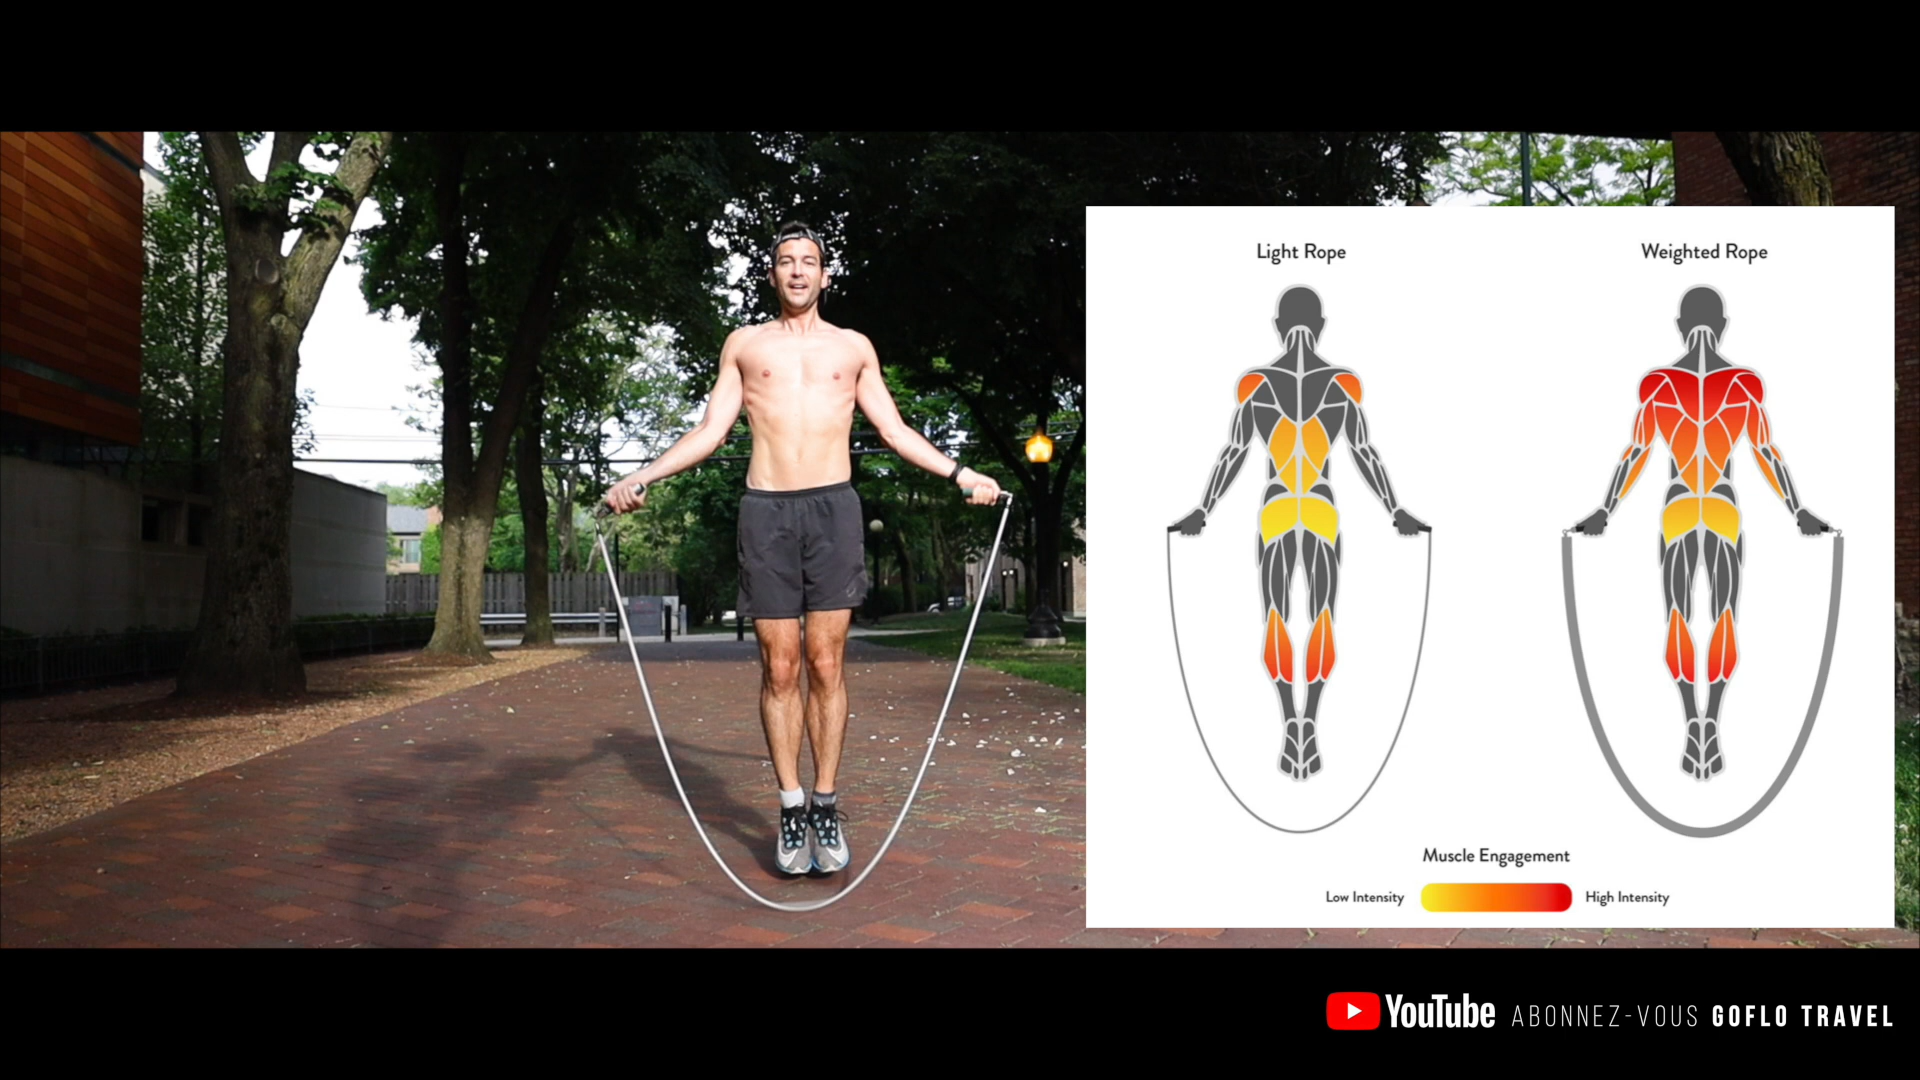 Light Rope
Weighted Rope
Muscle Engagement
Low Intensity
High Intensity
YouTube ABONNEZ-VOUS GOFLO TRAVEL